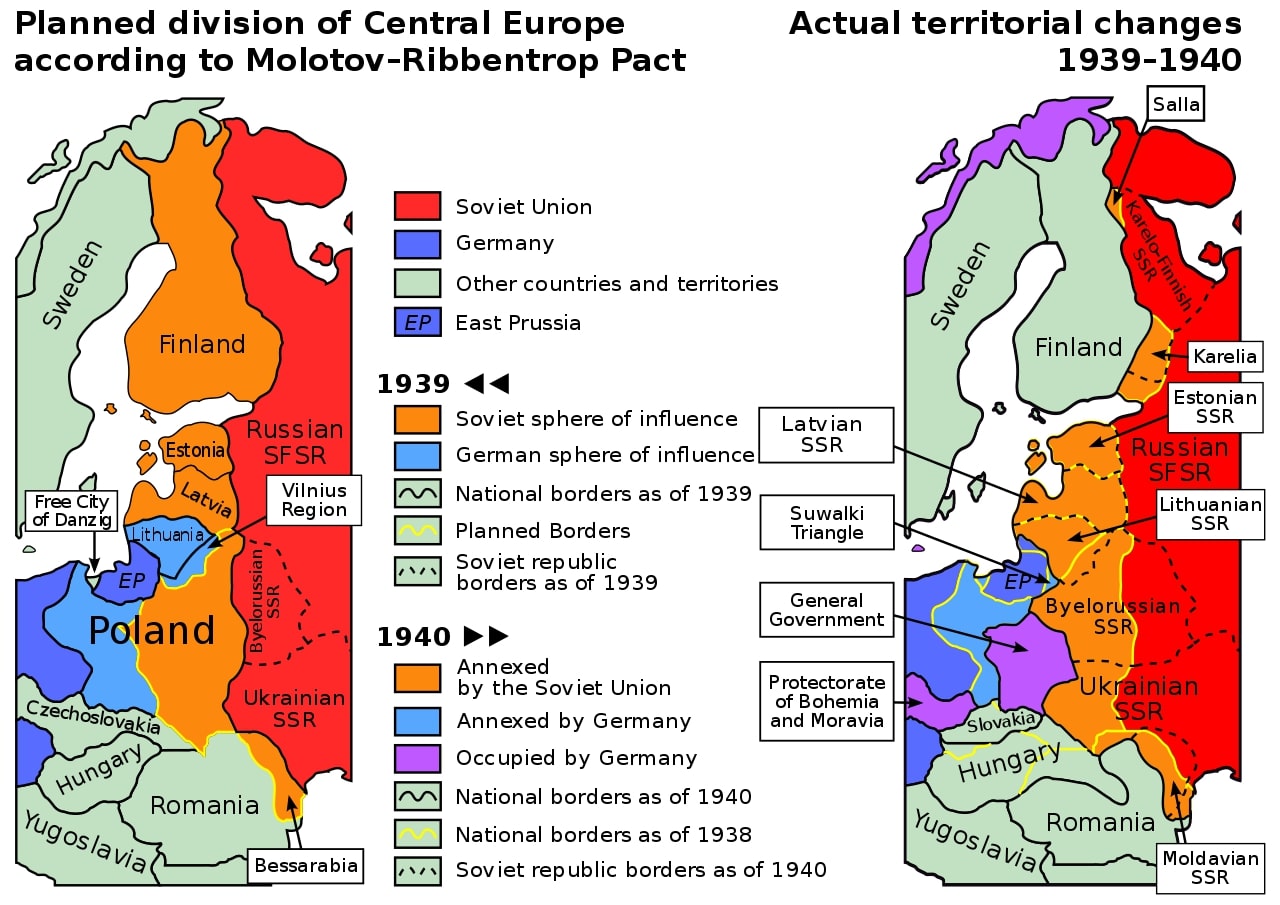 Planned division of Central Europe
according to Molotov–Ribbentrop Pact
Actual territorial changes
1939–1940
Sweden
Finland
Estonia
Latvia
Lithuania
Free City
of Danzig
Vilnius
Region
EP
Poland
Russian
SFSR
Byelorussian
SSR
Ukrainian
SSR
Czechoslovakia
Hungary
Romania
Yugoslavia
Bessarabia
Soviet Union
Germany
Other countries and territories
EP
East Prussia
1939 ◄◄
Soviet sphere of influence
German sphere of influence
National borders as of 1939
Planned Borders
Soviet republic
borders as of 1939
1940 ►►
Annexed
by the Soviet Union
Annexed by Germany
Occupied by Germany
National borders as of 1940
National borders as of 1938
Soviet republic borders as of 1940
Salla
Karelo-Finnish
SSR
Sweden
Finland
Karelia
Estonian
SSR
Latvian
SSR
Russian
SFSR
Lithuanian
SSR
Suwalki
Triangle
EP
General
Government
Byelorussian
SSR
Protectorate
of Bohemia
and Moravia
Ukrainian
SSR
Slovakia
Hungary
Romania
Yugoslavia
Moldavian
SSR